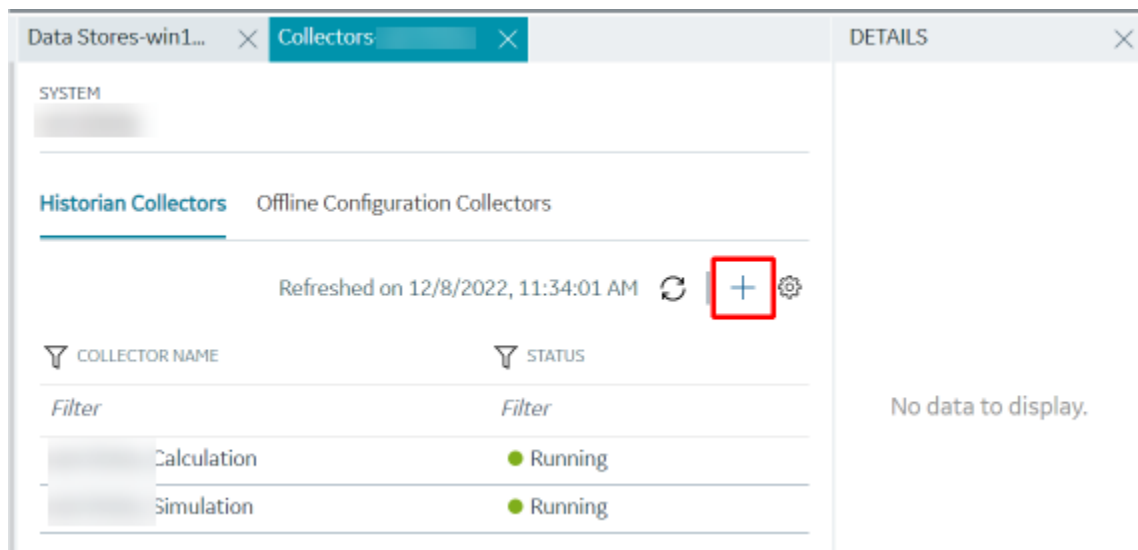 Data Stores-win1... Collectors DETAILS
SYSTEM
Historian Collectors Offline Configuration Collectors
Refreshed on 12/8/2022, 11:34:01 AM
COLLECTOR NAME STATUS
Filter Filter
No data to display.
Calculation Running
Simulation Running